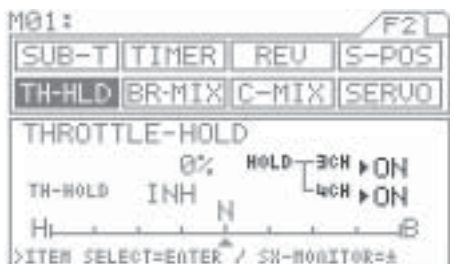 M01: F2
SUB-T TIMER REV S-POS
TH-HLD BR-MIX C-MIX SERVO
THROTTLE-HOLD
0% HOLD 3CH ▸ON
TH-HOLD INH 4CH ▸ON
N
H B
>ITEM SELECT=ENTER / SX-MONITOR=±